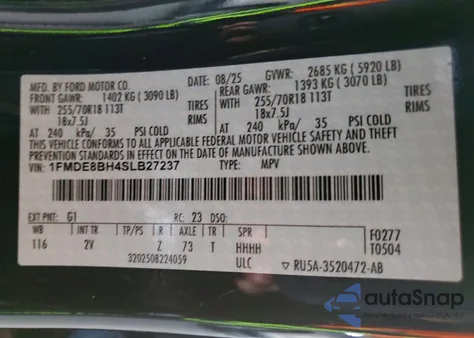 MFD. BY FORD MOTOR CO. DATE: 08/25 GVWR: 2685 KG ( 5920 LB)
FRONT GAWR: 1402 KG ( 3090 LB) REAR GAWR: 1393 KG ( 3070 LB)
WITH 255/70R18 113T TIRES WITH 255/70R18 113T TIRES
18x7.5J RIMS 18x7.5J RIMS
AT 240 kPa/ 35 PSI COLD AT 240 kPa/ 35 PSI COLD
THIS VEHICLE CONFORMS TO ALL APPLICABLE FEDERAL MOTOR VEHICLE SAFETY AND THEFT
PREVENTION STANDARDS IN EFFECT ON THE DATE OF MANUFACTURE SHOWN ABOVE.
VIN: 1FMDE8BH4SLB27237 TYPE: MPV
EXT PNT: G1 RC: 23 DSO: F0277
WB INT TR TP/PS R AXLE TR SPR T0504
116 2V Z 73 T HHHH
3202508224059 ULC RU5A-3520472-AB
autoSnap